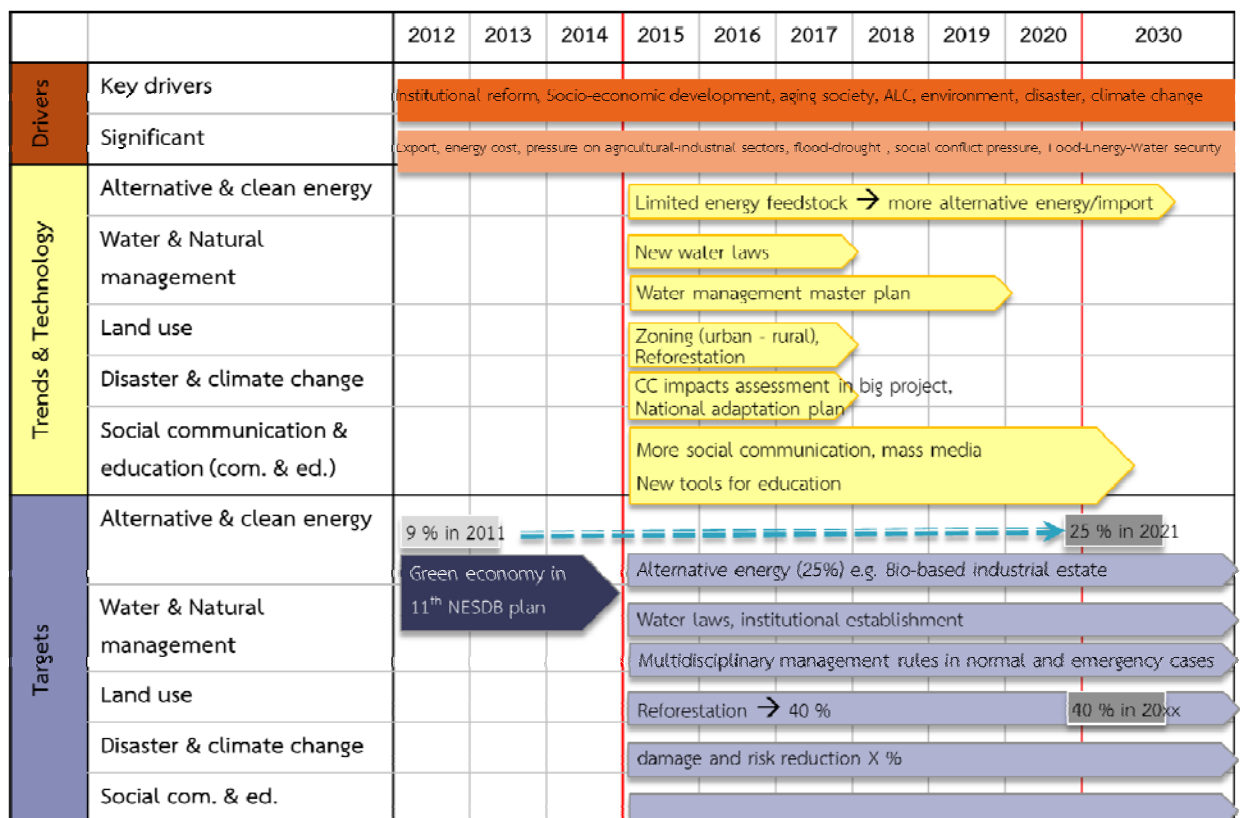 2012 2013 2014 2015 2016 2017 2018 2019 2020 2030
Drivers
Key drivers
Institutional reform, Socio-economic development, aging society, ALC, environment, disaster, climate change
Significant
Export, energy cost, pressure on agricultural-industrial sectors, flood-drought , social conflict pressure, Food-Energy-Water security
Trends & Technology
Alternative & clean energy
Limited energy feedstock → more alternative energy/import
Water & Natural
management
New water laws
Water management master plan
Land use
Zoning (urban - rural),
Reforestation
Disaster & climate change
CC impacts assessment in big project,
National adaptation plan
Social communication &
education (com. & ed.)
More social communication, mass media
New tools for education
Targets
Alternative & clean energy
9 % in 2011
25 % in 2021
Green economy in
11th NESDB plan
Alternative energy (25%) e.g. Bio-based industrial estate
Water & Natural
management
Water laws, institutional establishment
Multidisciplinary management rules in normal and emergency cases
Land use
Reforestation → 40 %
40 % in 20xx
Disaster & climate change
damage and risk reduction X %
Social com. & ed.